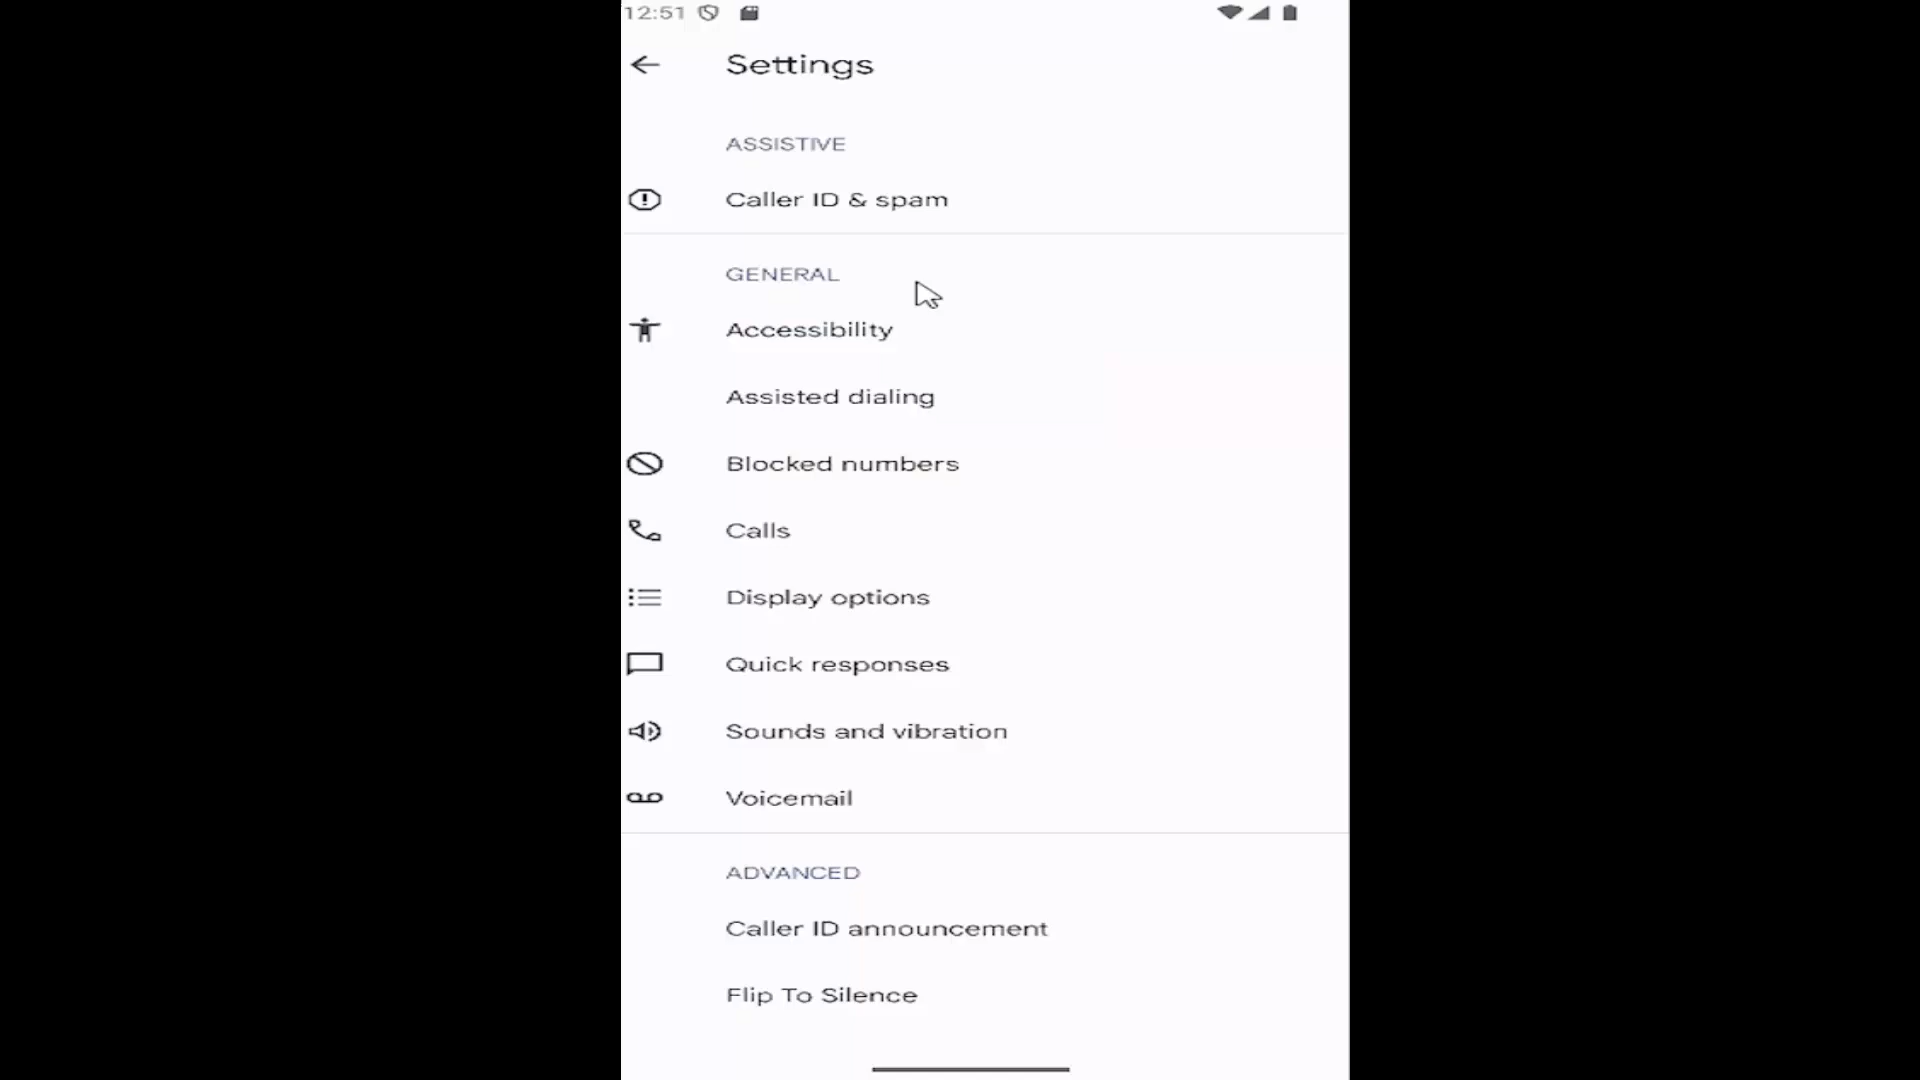 12:51
Settings
ASSISTIVE
Caller ID & spam
GENERAL
Accessibility
Assisted dialing
Blocked numbers
Calls
Display options
Quick responses
Sounds and vibration
Voicemail
ADVANCED
Caller ID announcement
Flip To Silence